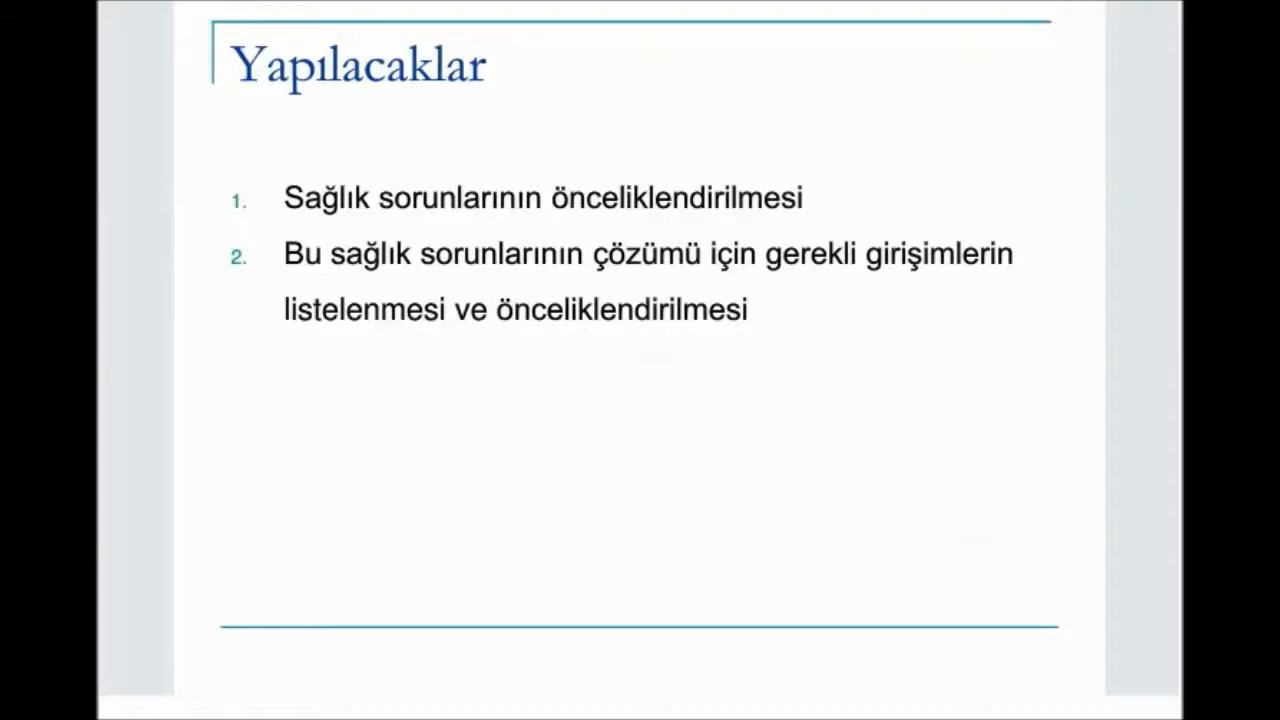 Yapılacaklar
1. Sağlık sorunlarının önceliklendirilmesi
2. Bu sağlık sorunlarının çözümü için gerekli girişimlerin
listelenmesi ve önceliklendirilmesi